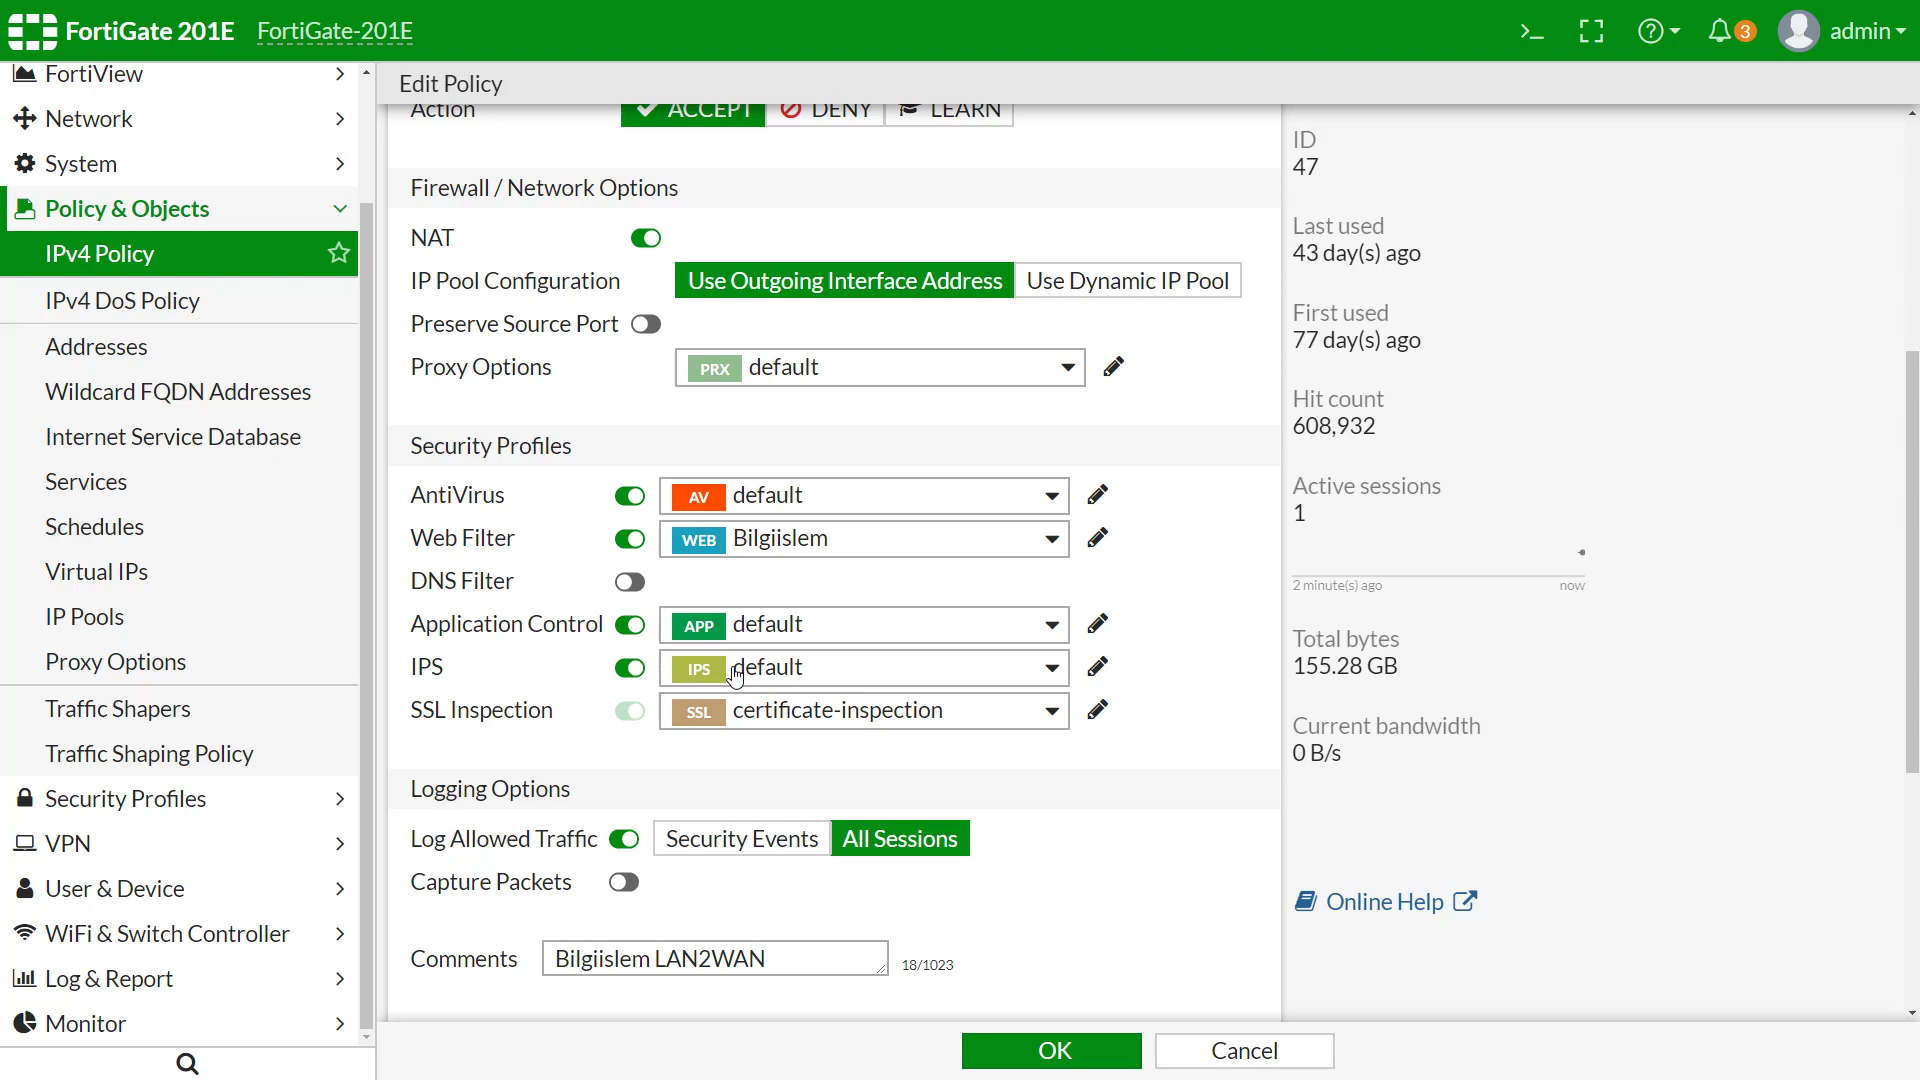 FortiGate 201E FortiGate-201E 3 admin
FortiView
Network
System
Policy & Objects
IPv4 Policy
IPv4 DoS Policy
Addresses
Wildcard FQDN Addresses
Internet Service Database
Services
Schedules
Virtual IPs
IP Pools
Proxy Options
Traffic Shapers
Traffic Shaping Policy
Security Profiles
VPN
User & Device
WiFi & Switch Controller
Log & Report
Monitor
Edit Policy
Action ACCEPT DENY LEARN
Firewall / Network Options
NAT
IP Pool Configuration Use Outgoing Interface Address Use Dynamic IP Pool
Preserve Source Port
Proxy Options PRX default
Security Profiles
AntiVirus AV default
Web Filter WEB Bilgiislem
DNS Filter
Application Control APP default
IPS IPS default
SSL Inspection SSL certificate-inspection
Logging Options
Log Allowed Traffic Security Events All Sessions
Capture Packets
Comments Bilgiislem LAN2WAN 18/1023
OK Cancel
ID
47
Last used
43 day(s) ago
First used
77 day(s) ago
Hit count
608,932
Active sessions
1
2 minute(s) ago now
Total bytes
155.28 GB
Current bandwidth
0 B/s
Online Help